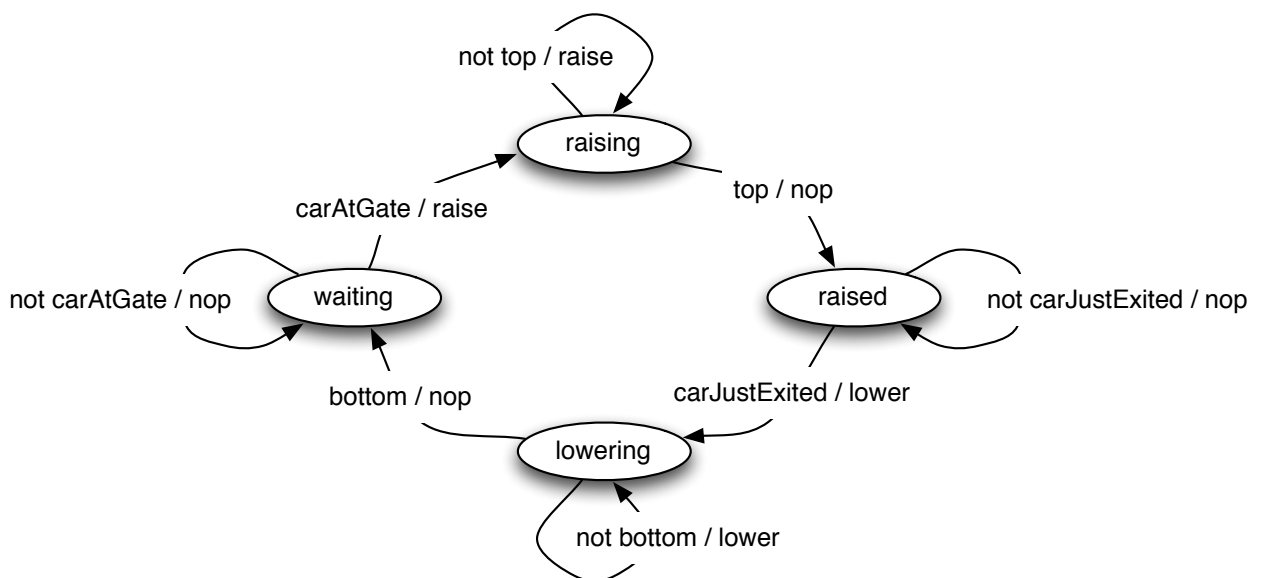 not top / raise
raising
top / nop
carAtGate / raise
not carAtGate / nop
waiting
raised
not carJustExited / nop
bottom / nop
carJustExited / lower
lowering
not bottom / lower